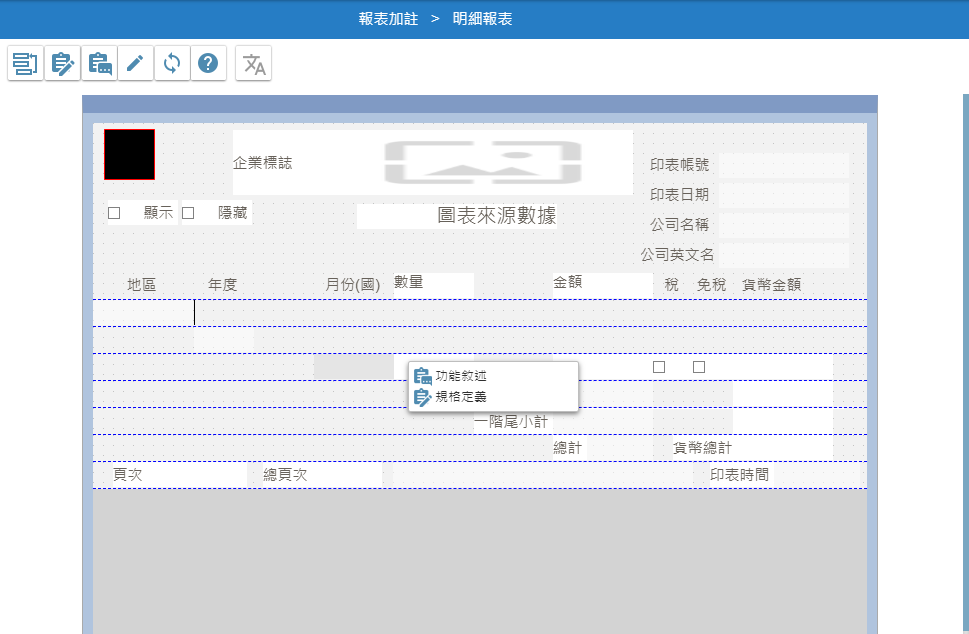 報表加註 > 明細報表
企業標誌
印表帳號
印表日期
顯示 隱藏
圖表來源數據
公司名稱
公司英文名
地區 年度 月份(國) 數量 金額 稅 免稅 貨幣金額
功能敘述
規格定義
一階尾小計
總計 貨幣總計
頁次 總頁次 印表時間